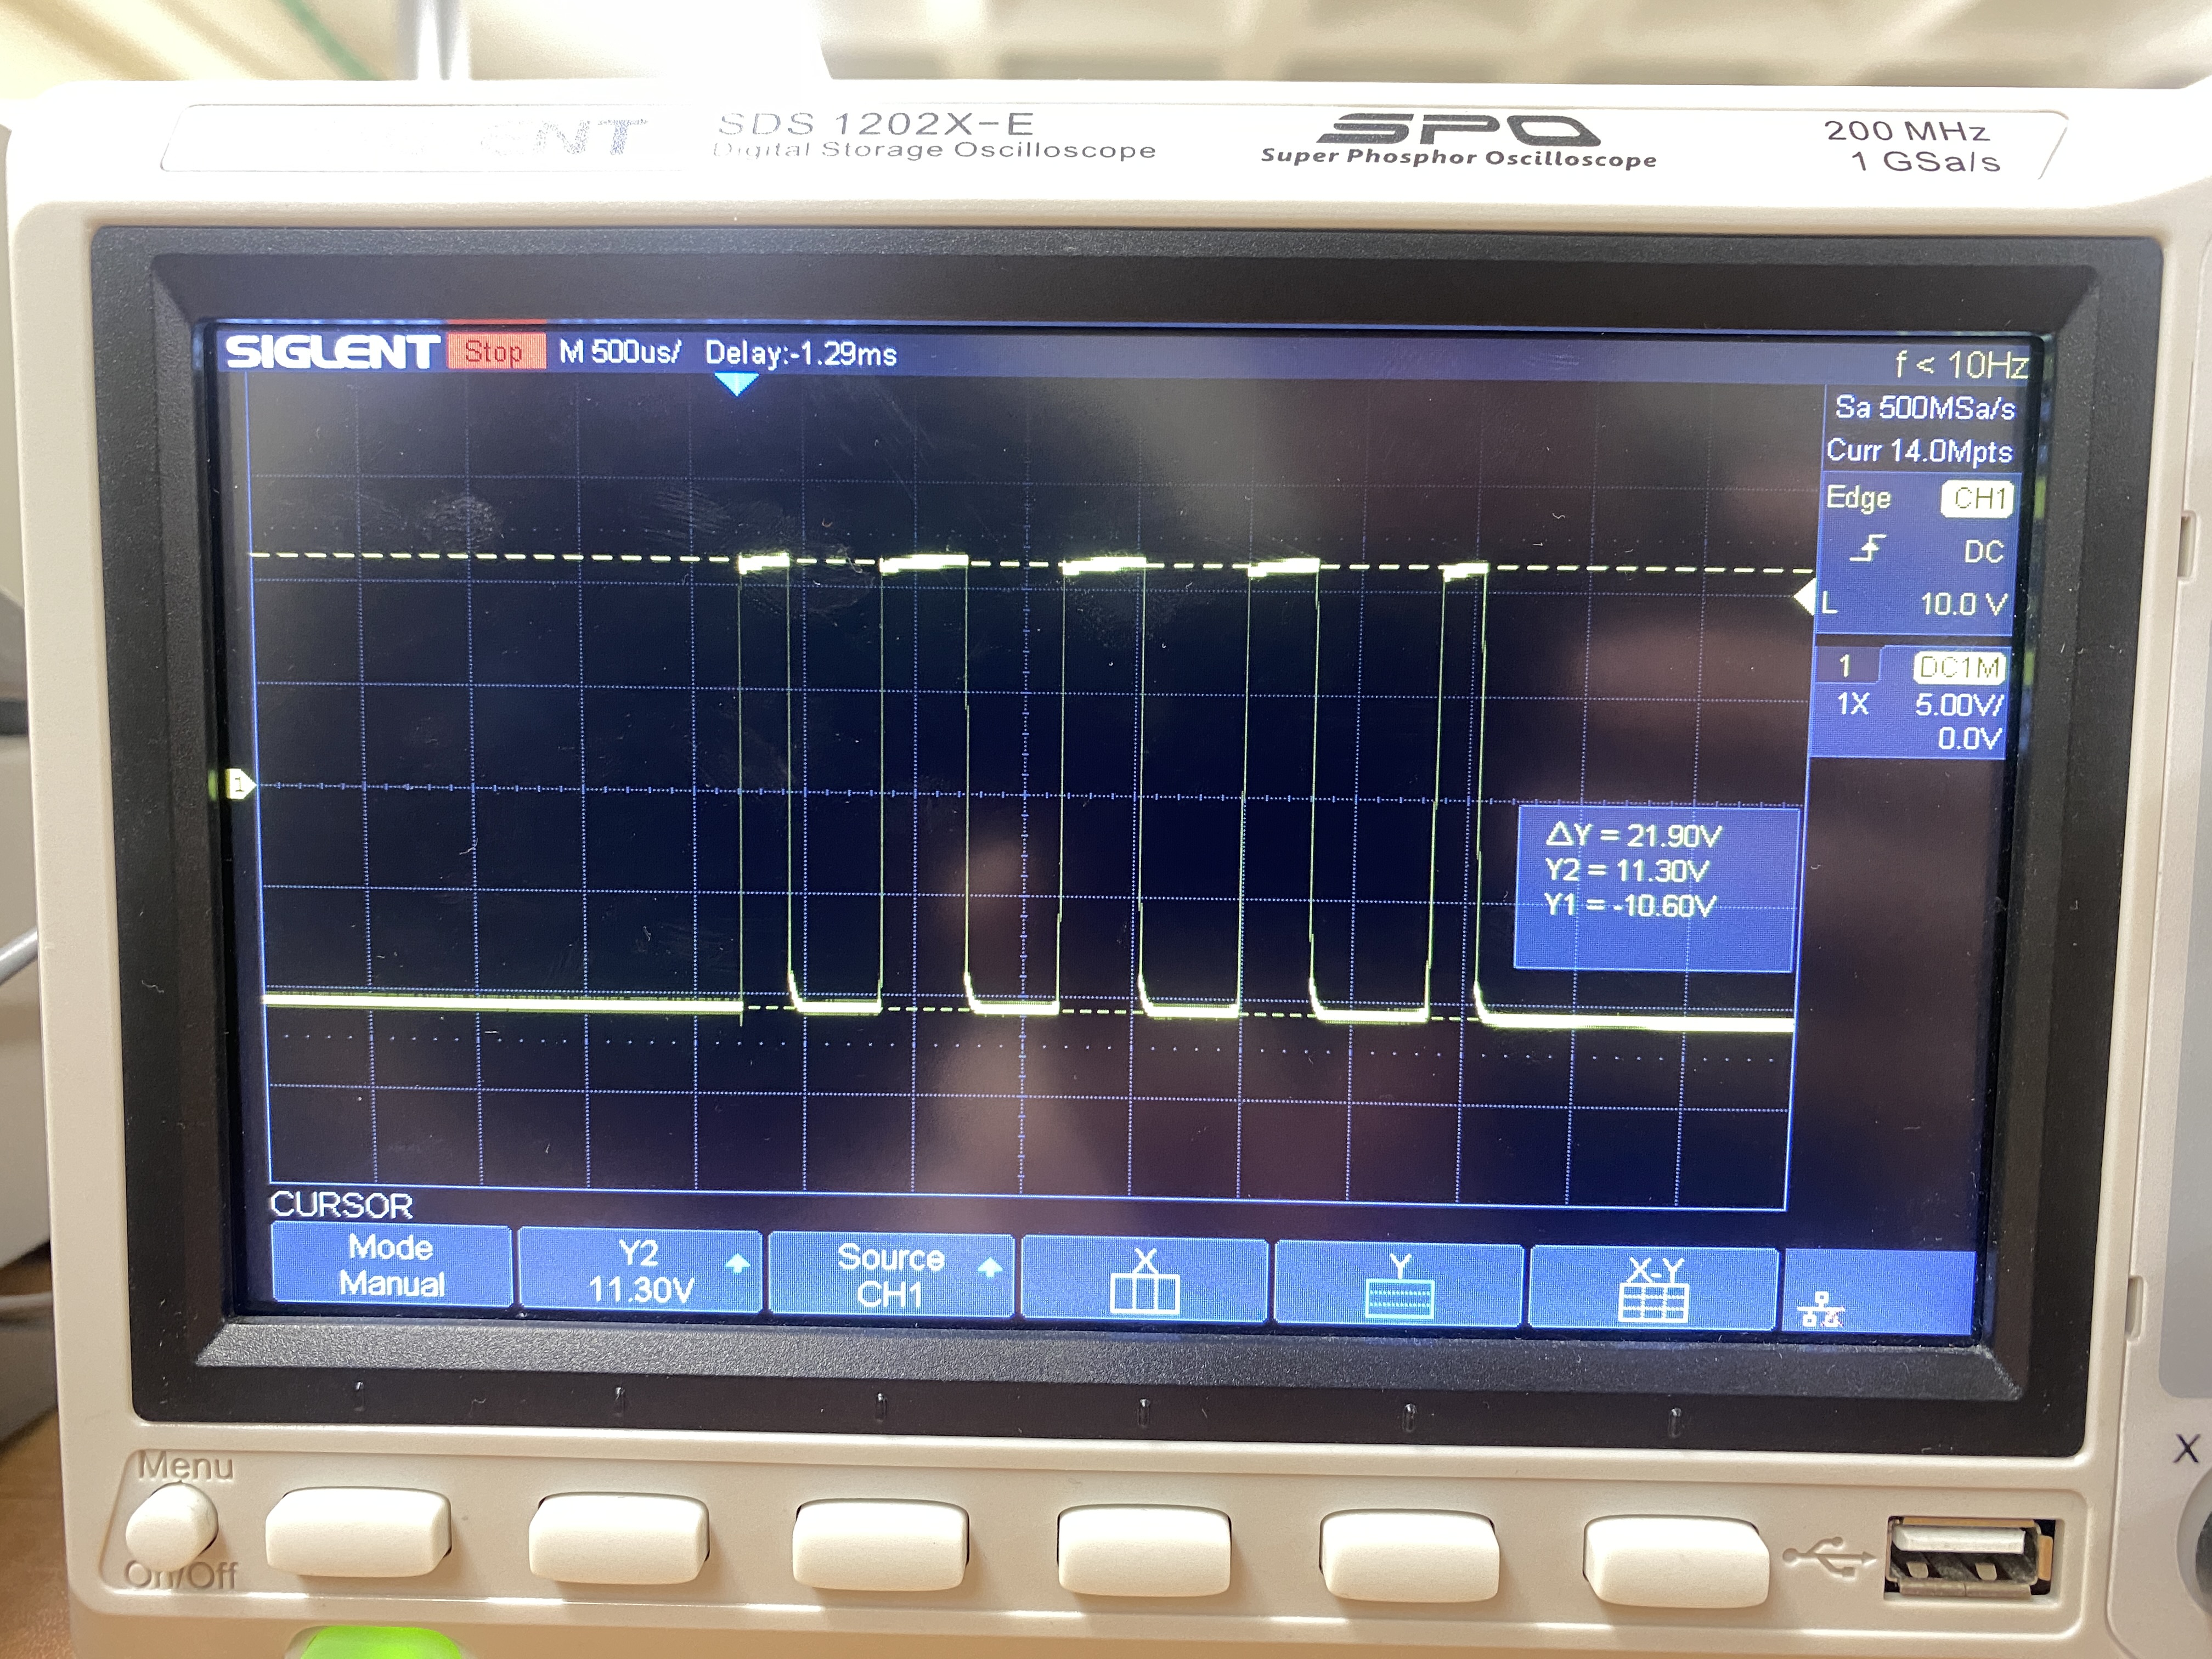 ENT
SDS 1202X-E
Digital Storage Oscilloscope
SPO
Super Phosphor Oscilloscope
200 MHz
1 GSa/s
SIGLENT Stop M 500us/ Delay:-1.29ms
f < 10Hz
Sa 500MSa/s
Curr 14.0Mpts
Edge CH1
DC
L 10.0 V
1 DC1M
1X 5.00V/
0.0V
1
ΔY = 21.90V
Y2 = 11.30V
Y1 = -10.60V
CURSOR
Mode
Manual
Y2
11.30V
Source
CH1
X
Y
X-Y
Menu
On/Off
X